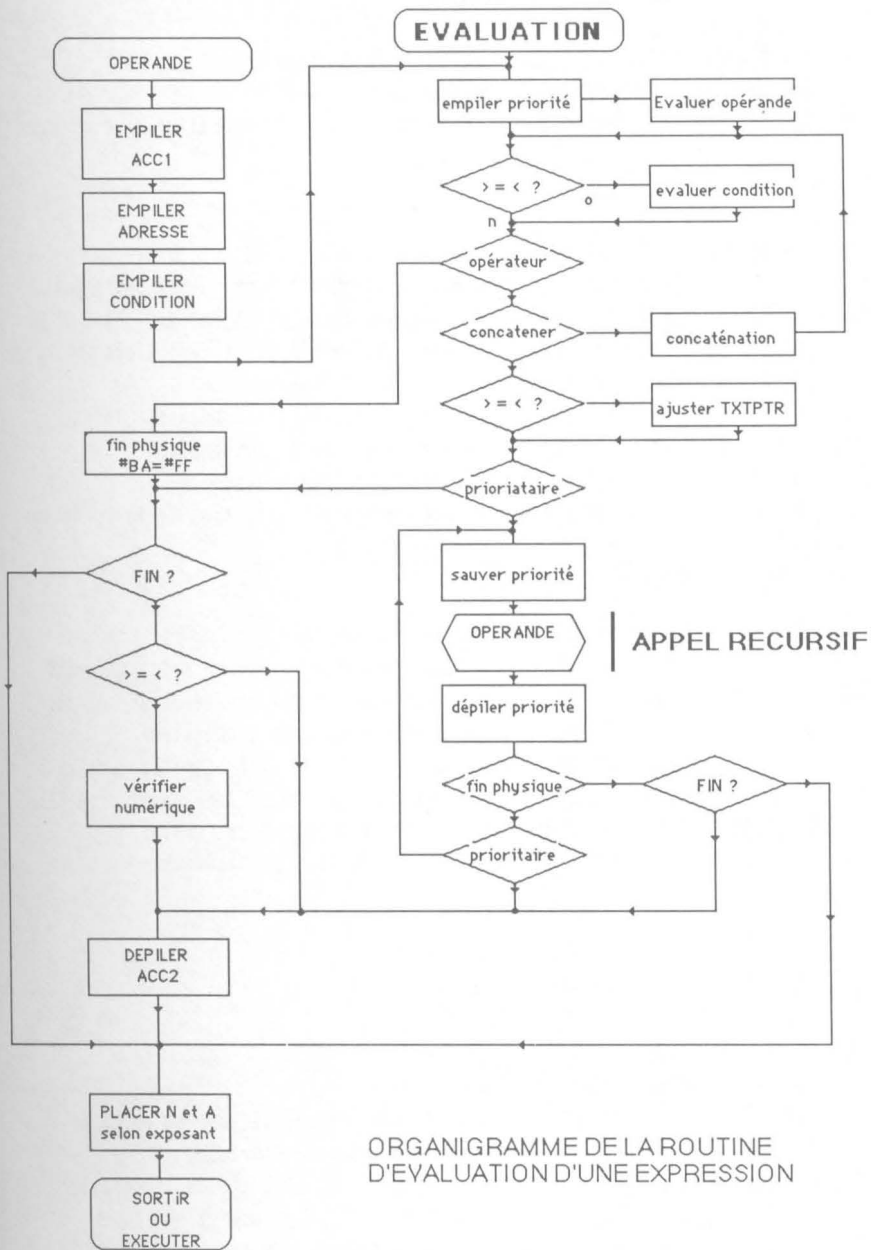 EVALUATION
OPERANDE
empiler priorité
Evaluer opérande
EMPILER
ACC1
> = < ?
o
n
evaluer condition
EMPILER
ADRESSE
opérateur
EMPILER
CONDITION
concatener
concaténation
> = < ?
ajuster TXTPTR
fin physique
#BA=#FF
prioriataire
FIN ?
sauver priorité
OPERANDE
APPEL RECURSIF
> = < ?
dépiler priorité
vérifier
numérique
fin physique
FIN ?
prioritaire
DEPILER
ACC2
PLACER N et A
selon exposant
SORTiR
OU
EXECUTER
ORGANIGRAMME DE LA ROUTINE
D'EVALUATION D'UNE EXPRESSION